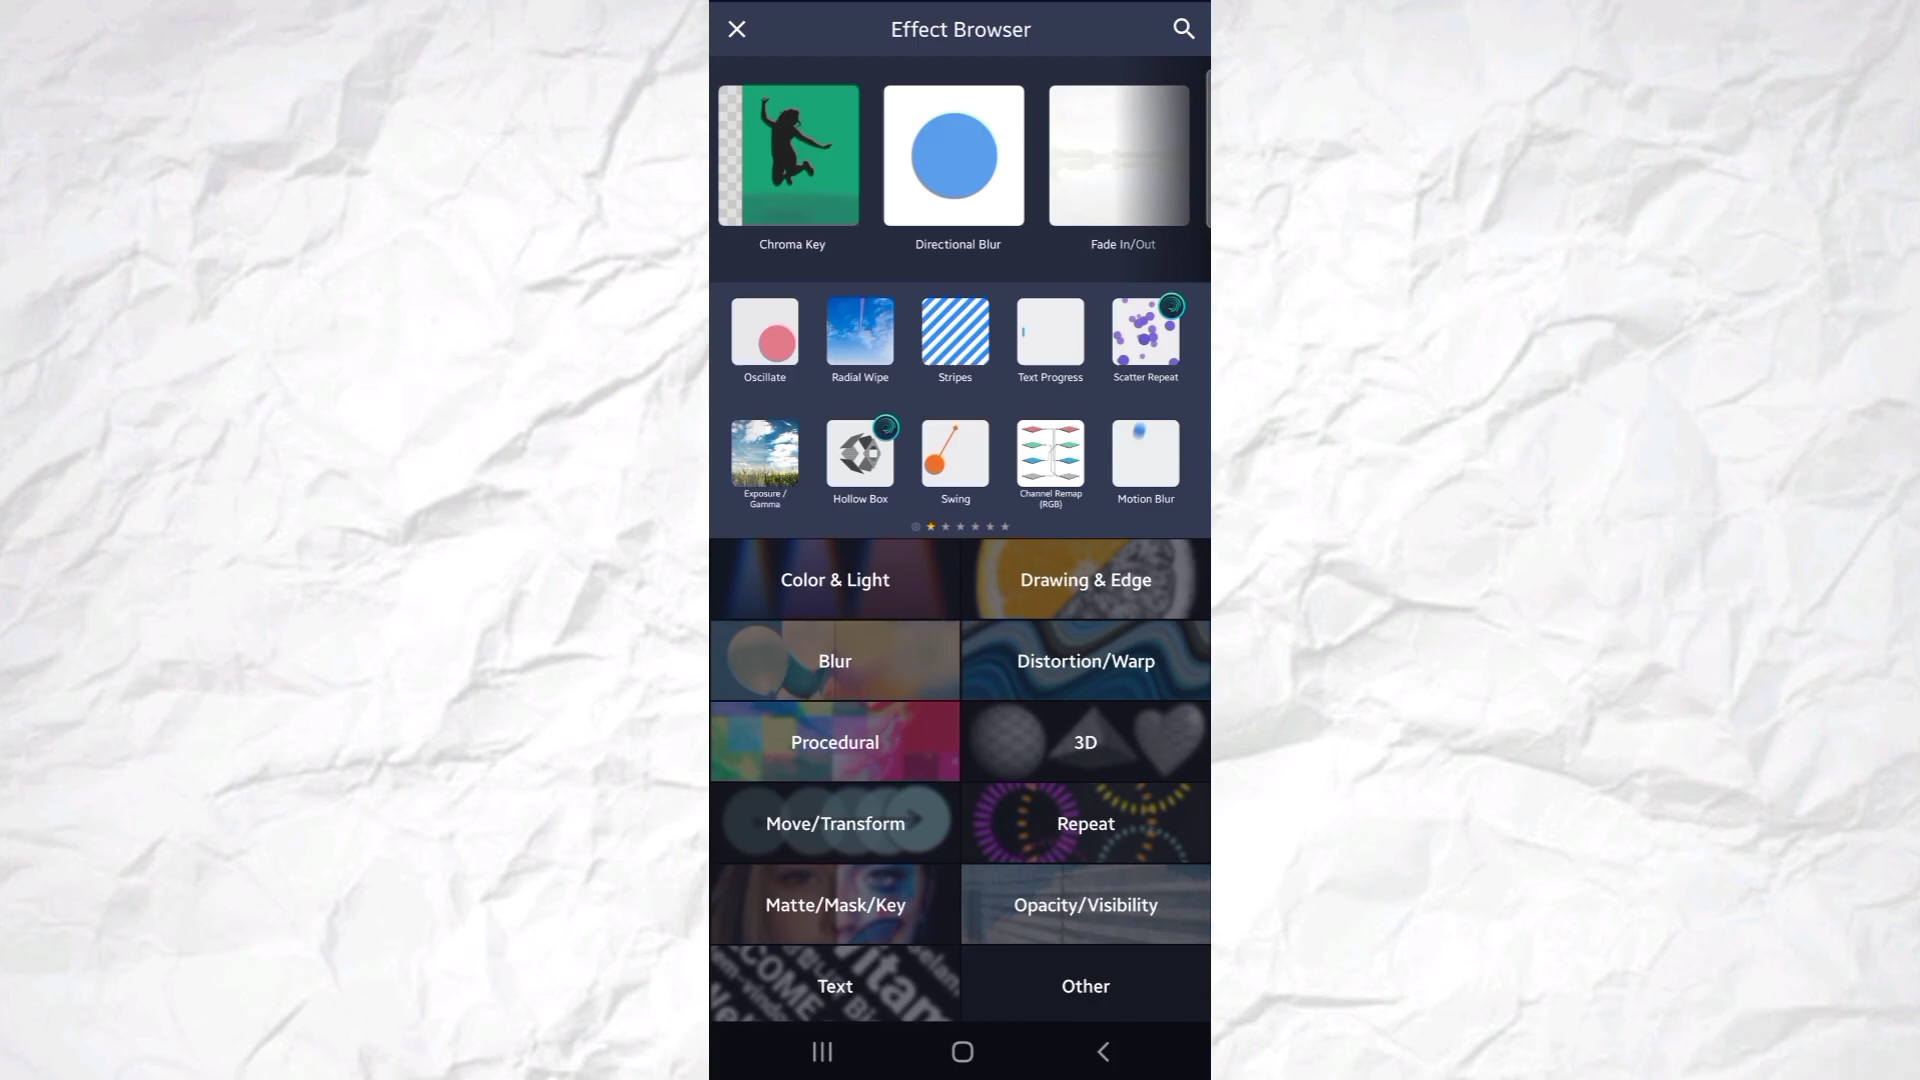 Effect Browser
Chroma Key
Directional Blur
Fade In/Out
Oscillate
Radial Wipe
Stripes
Text Progress
Scatter Repeat
Exposure /
Gamma
Hollow Box
Swing
Channel Remap
(RGB)
Motion Blur
Color & Light
Drawing & Edge
Blur
Distortion/Warp
Procedural
3D
Move/Transform
Repeat
Matte/Mask/Key
Opacity/Visibility
COME
Vitam
Text
Other